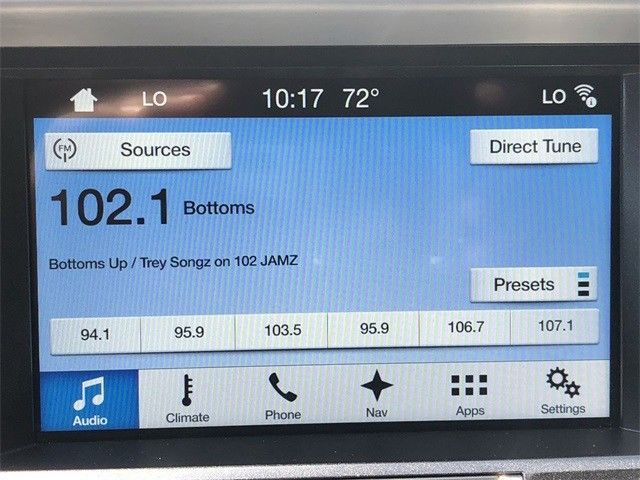 LO 10:17 72° LO
FM Sources
Direct Tune
102.1 Bottoms
Bottoms Up / Trey Songz on 102 JAMZ
Presets
94.1 95.9 103.5 95.9 106.7 107.1
Audio Climate Phone Nav Apps Settings